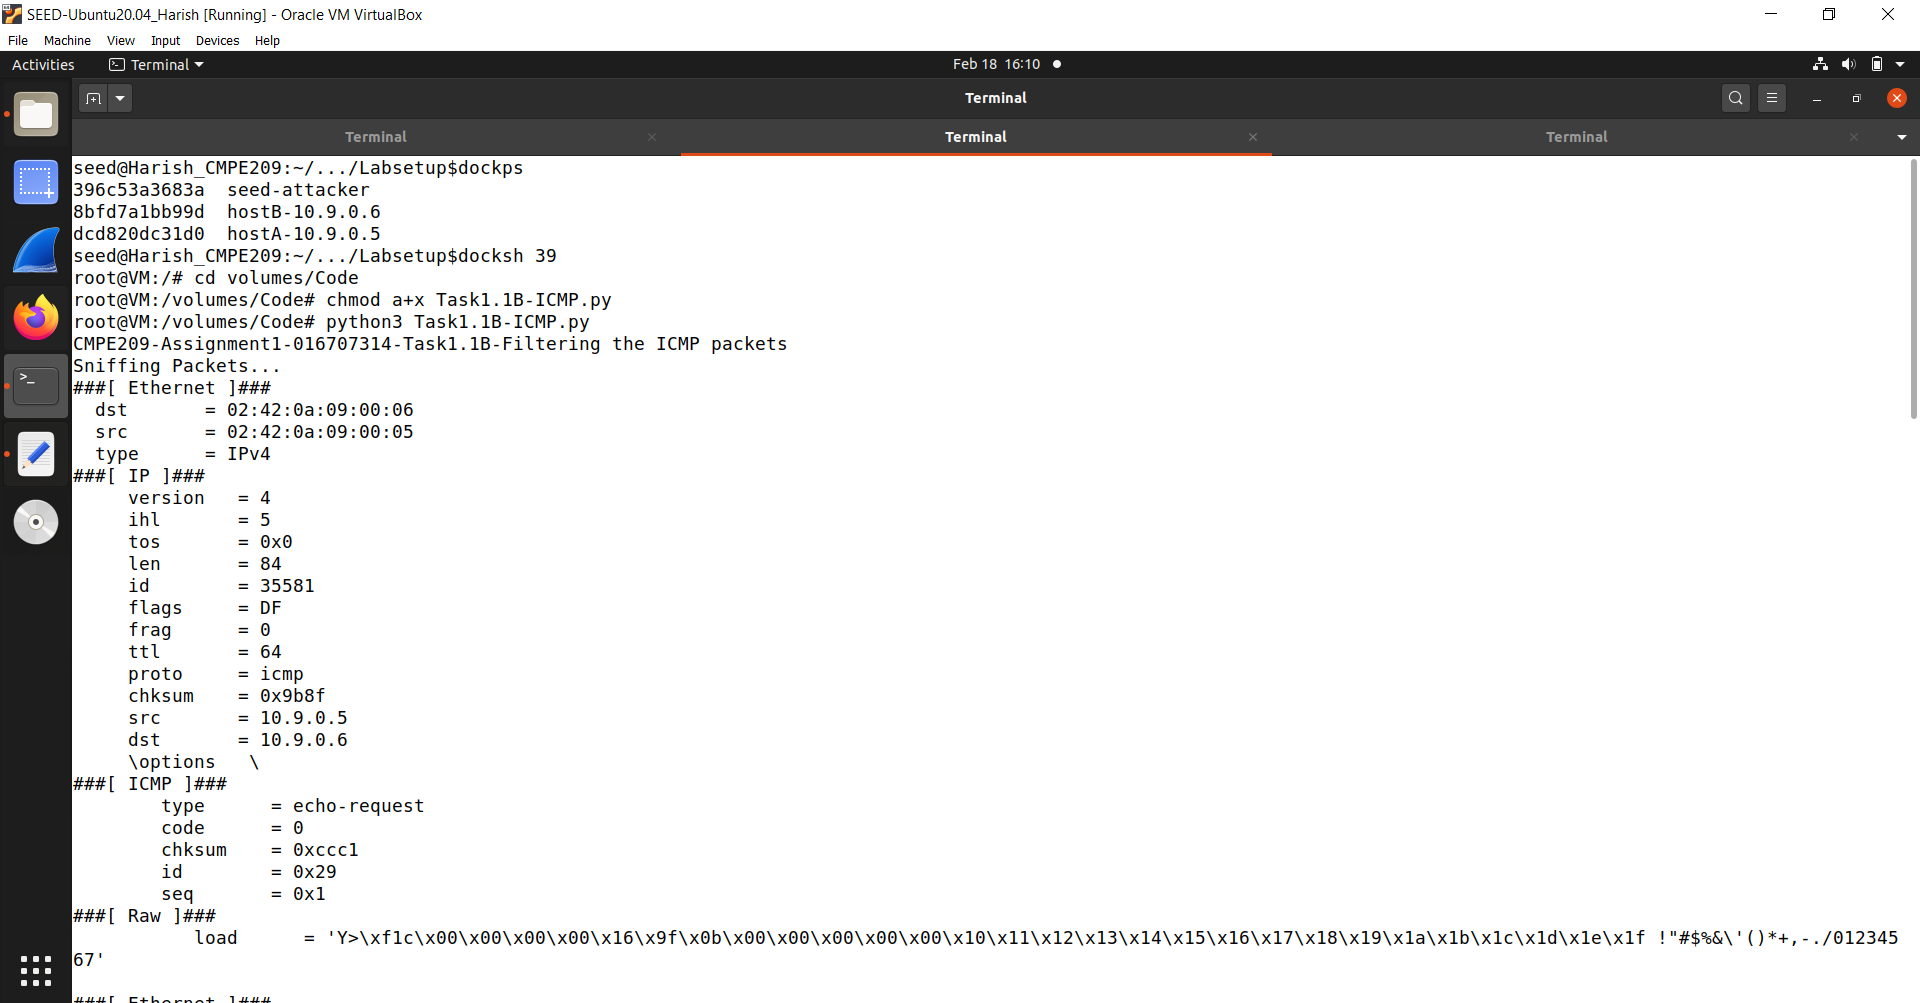 SEED-Ubuntu20.04_Harish [Running] - Oracle VM VirtualBox
File Machine View Input Devices Help
Activities Terminal Feb 18 16:10
Terminal
Terminal Terminal Terminal
seed@Harish_CMPE209:~/.../Labsetup$dockps
396c53a3683a  seed-attacker
8bfd7a1bb99d  hostB-10.9.0.6
dcd820dc31d0  hostA-10.9.0.5
seed@Harish_CMPE209:~/.../Labsetup$docksh 39
root@VM:/# cd volumes/Code
root@VM:/volumes/Code# chmod a+x Task1.1B-ICMP.py
root@VM:/volumes/Code# python3 Task1.1B-ICMP.py
CMPE209-Assignment1-016707314-Task1.1B-Filtering the ICMP packets
Sniffing Packets...
###[ Ethernet ]###
  dst       = 02:42:0a:09:00:06
  src       = 02:42:0a:09:00:05
  type      = IPv4
###[ IP ]###
     version   = 4
     ihl       = 5
     tos       = 0x0
     len       = 84
     id        = 35581
     flags     = DF
     frag      = 0
     ttl       = 64
     proto     = icmp
     chksum    = 0x9b8f
     src       = 10.9.0.5
     dst       = 10.9.0.6
     \options   \
###[ ICMP ]###
        type      = echo-request
        code      = 0
        chksum    = 0xccc1
        id        = 0x29
        seq       = 0x1
###[ Raw ]###
           load      = 'Y>\xf1c\x00\x00\x00\x00\x16\x9f\x0b\x00\x00\x00\x00\x00\x10\x11\x12\x13\x14\x15\x16\x17\x18\x19\x1a\x1b\x1c\x1d\x1e\x1f !"#$%&\'()*+,-./012345
67'
###[ Ethernet ]###